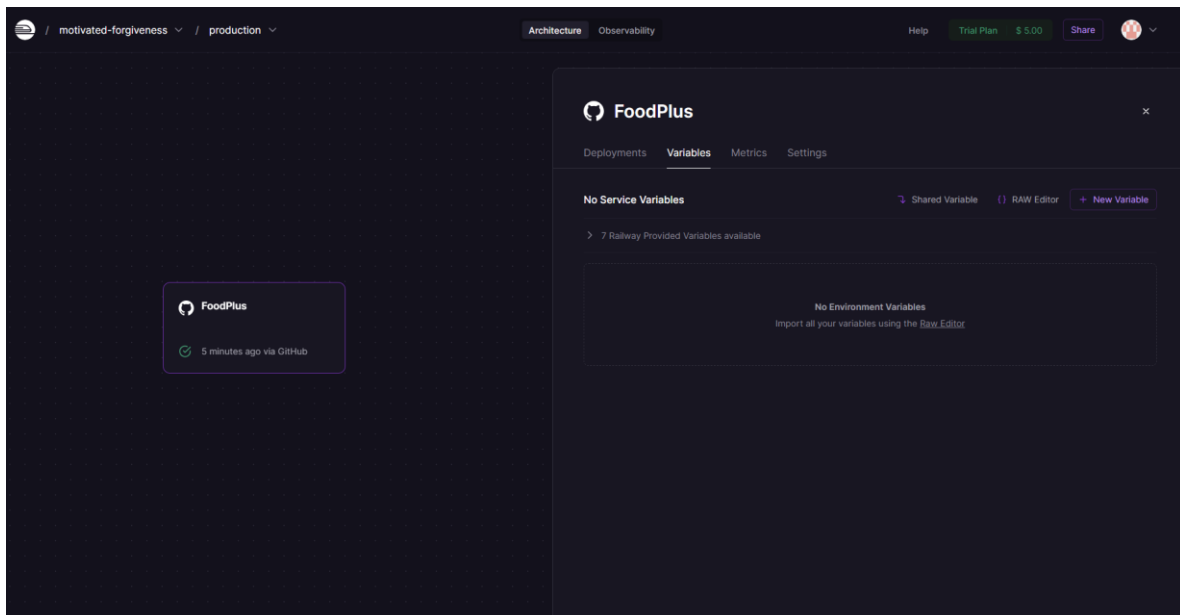 / motivated-forgiveness / production
Architecture Observability
Help Trial Plan $ 5.00 Share
FoodPlus
Deployments Variables Metrics Settings
No Service Variables
Shared Variable {} RAW Editor + New Variable
7 Railway Provided Variables available
No Environment Variables
Import all your variables using the Raw Editor
FoodPlus
5 minutes ago via GitHub